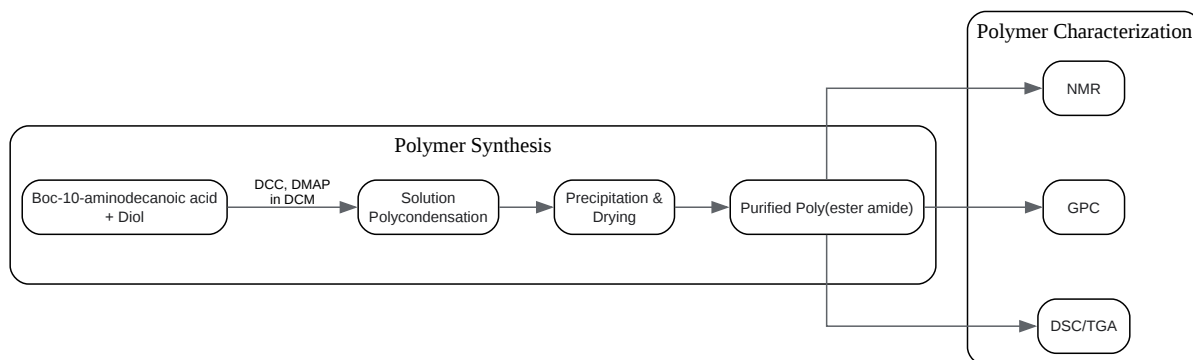 Polymer Characterization
NMR
Polymer Synthesis
Boc-10-aminodecanoic acid
+ Diol
DCC, DMAP
in DCM
Solution
Polycondensation
Precipitation &
Drying
Purified Poly(ester amide)
GPC
DSC/TGA